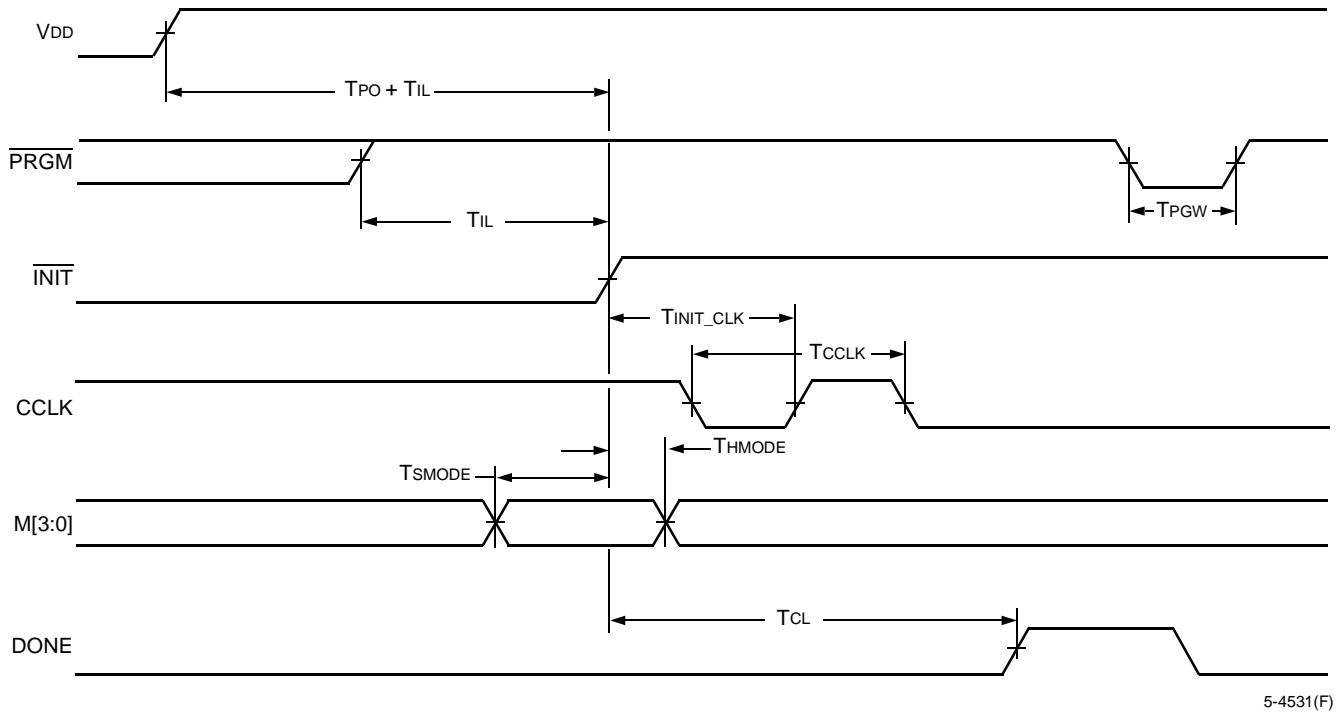 VDD
TPO + TIL
PRGM
TIL
TPGW
INIT
TINIT_CLK
TCCLK
CCLK
THMODE
TSMODE
M[3:0]
TCL
DONE
5-4531(F)